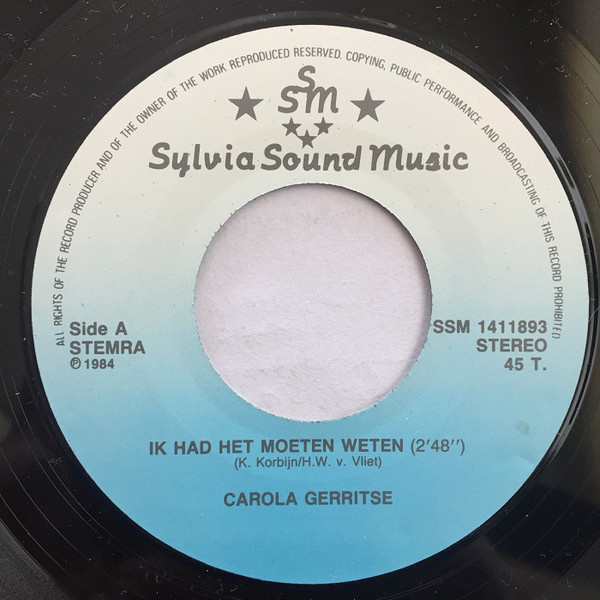 ALL RIGHTS OF THE RECORD PRODUCER AND OF THE OWNER OF THE WORK REPRODUCED RESERVED. COPYING, PUBLIC PERFORMANCE AND BROADCASTING OF THIS RECORD PROHIBITED
S
SM
Sylvia Sound Music
Side A
STEMRA
℗ 1984
SSM 1411893
STEREO
45 T.
IK HAD HET MOETEN WETEN (2'48'')
(K. Korbijn/H.W. v. Vliet)
CAROLA GERRITSE